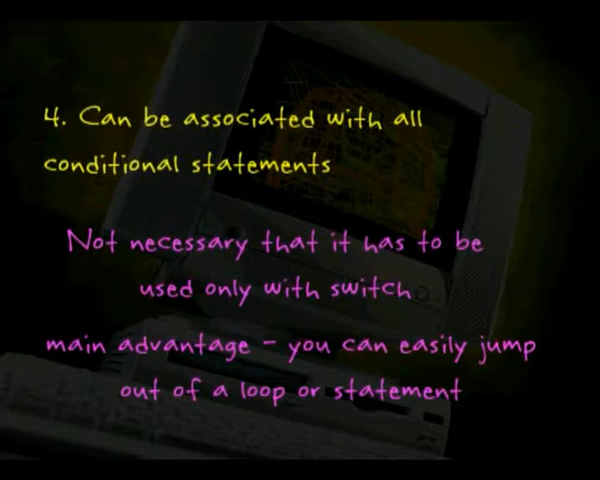 4. Can be associated with all
conditional statements
Not necessary that it has to be
used only with switch
main advantage - you can easily jump
out of a loop or statement